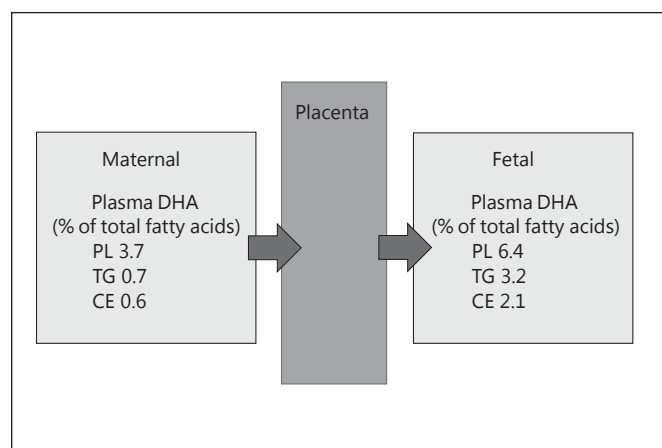 Placenta
Maternal
Plasma DHA
(% of total fatty acids)
PL 3.7
TG 0.7
CE 0.6
Fetal
Plasma DHA
(% of total fatty acids)
PL 6.4
TG 3.2
CE 2.1